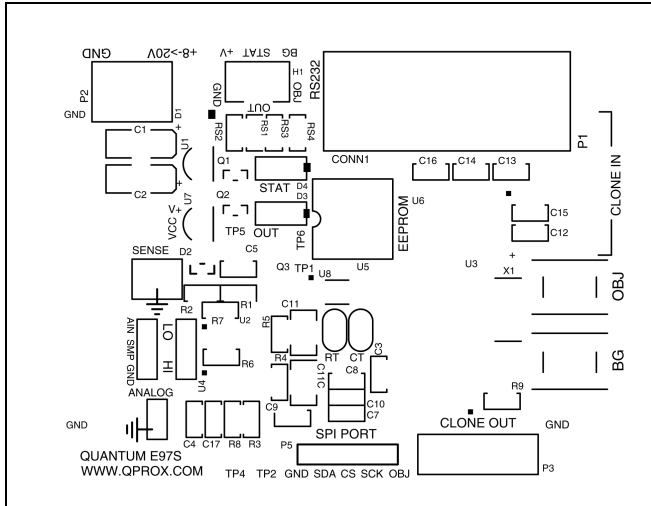 GND +8->20V
V+ STAT BG
P2
GND
D1
GND
H1
OBJ
OUT
RS232
CONN1
P1
CLONE IN
C1 +
U1
RS2
RS1
RS3
RS4
Q1
STAT
D4
D3
C16 C14 C13
U6
C2 +
U7
V+
VCC
Q2
TP5
OUT
TP6
EEPROM
U5
C15
C12
SENSE
D2
C5
Q3 TP1
U8
U3
+
X1
OBJ
R2
R1
R7 U2
C11
R5
AIN SMP GND
LO HI
U4
R6
R4
RT CT
C3
C11C
C8
C10
C7
BG
ANALOG
C9
R9
GND
C4 C17 R8 R3
SPI PORT
CLONE OUT
GND
QUANTUM E97S
WWW.QPROX.COM
P5
TP4 TP2 GND SDA CS SCK OBJ
P3